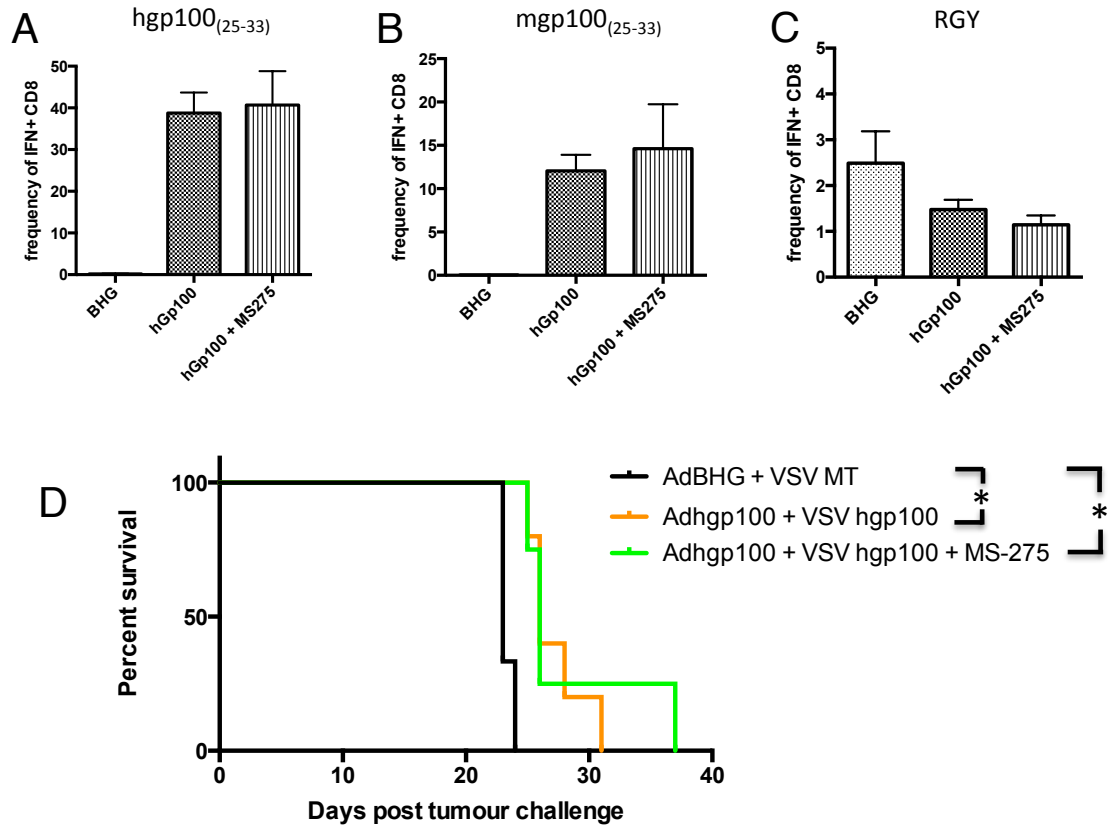 A
hgp100(25-33)
frequency of IFN+ CD8
50
40
30
20
10
0
BHG
hGp100
hGp100 + MS275
B
mgp100(25-33)
frequency of IFN+ CD8
25
20
15
10
5
0
BHG
hGp100
hGp100 + MS275
C
RGY
frequency of IFN+ CD8
5
4
3
2
1
0
BHG
hGp100
hGp100 + MS275
D
Percent survival
100
50
0
0 10 20 30 40
Days post tumour challenge
AdBHG + VSV MT
Adhgp100 + VSV hgp100
Adhgp100 + VSV hgp100 + MS-275
*
*